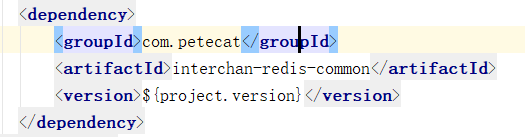 <dependency>
<groupId>com.petecat</groupId>
<artifactId>interchan-redis-common</artifactId>
<version>${project.version}</version>
</dependency>